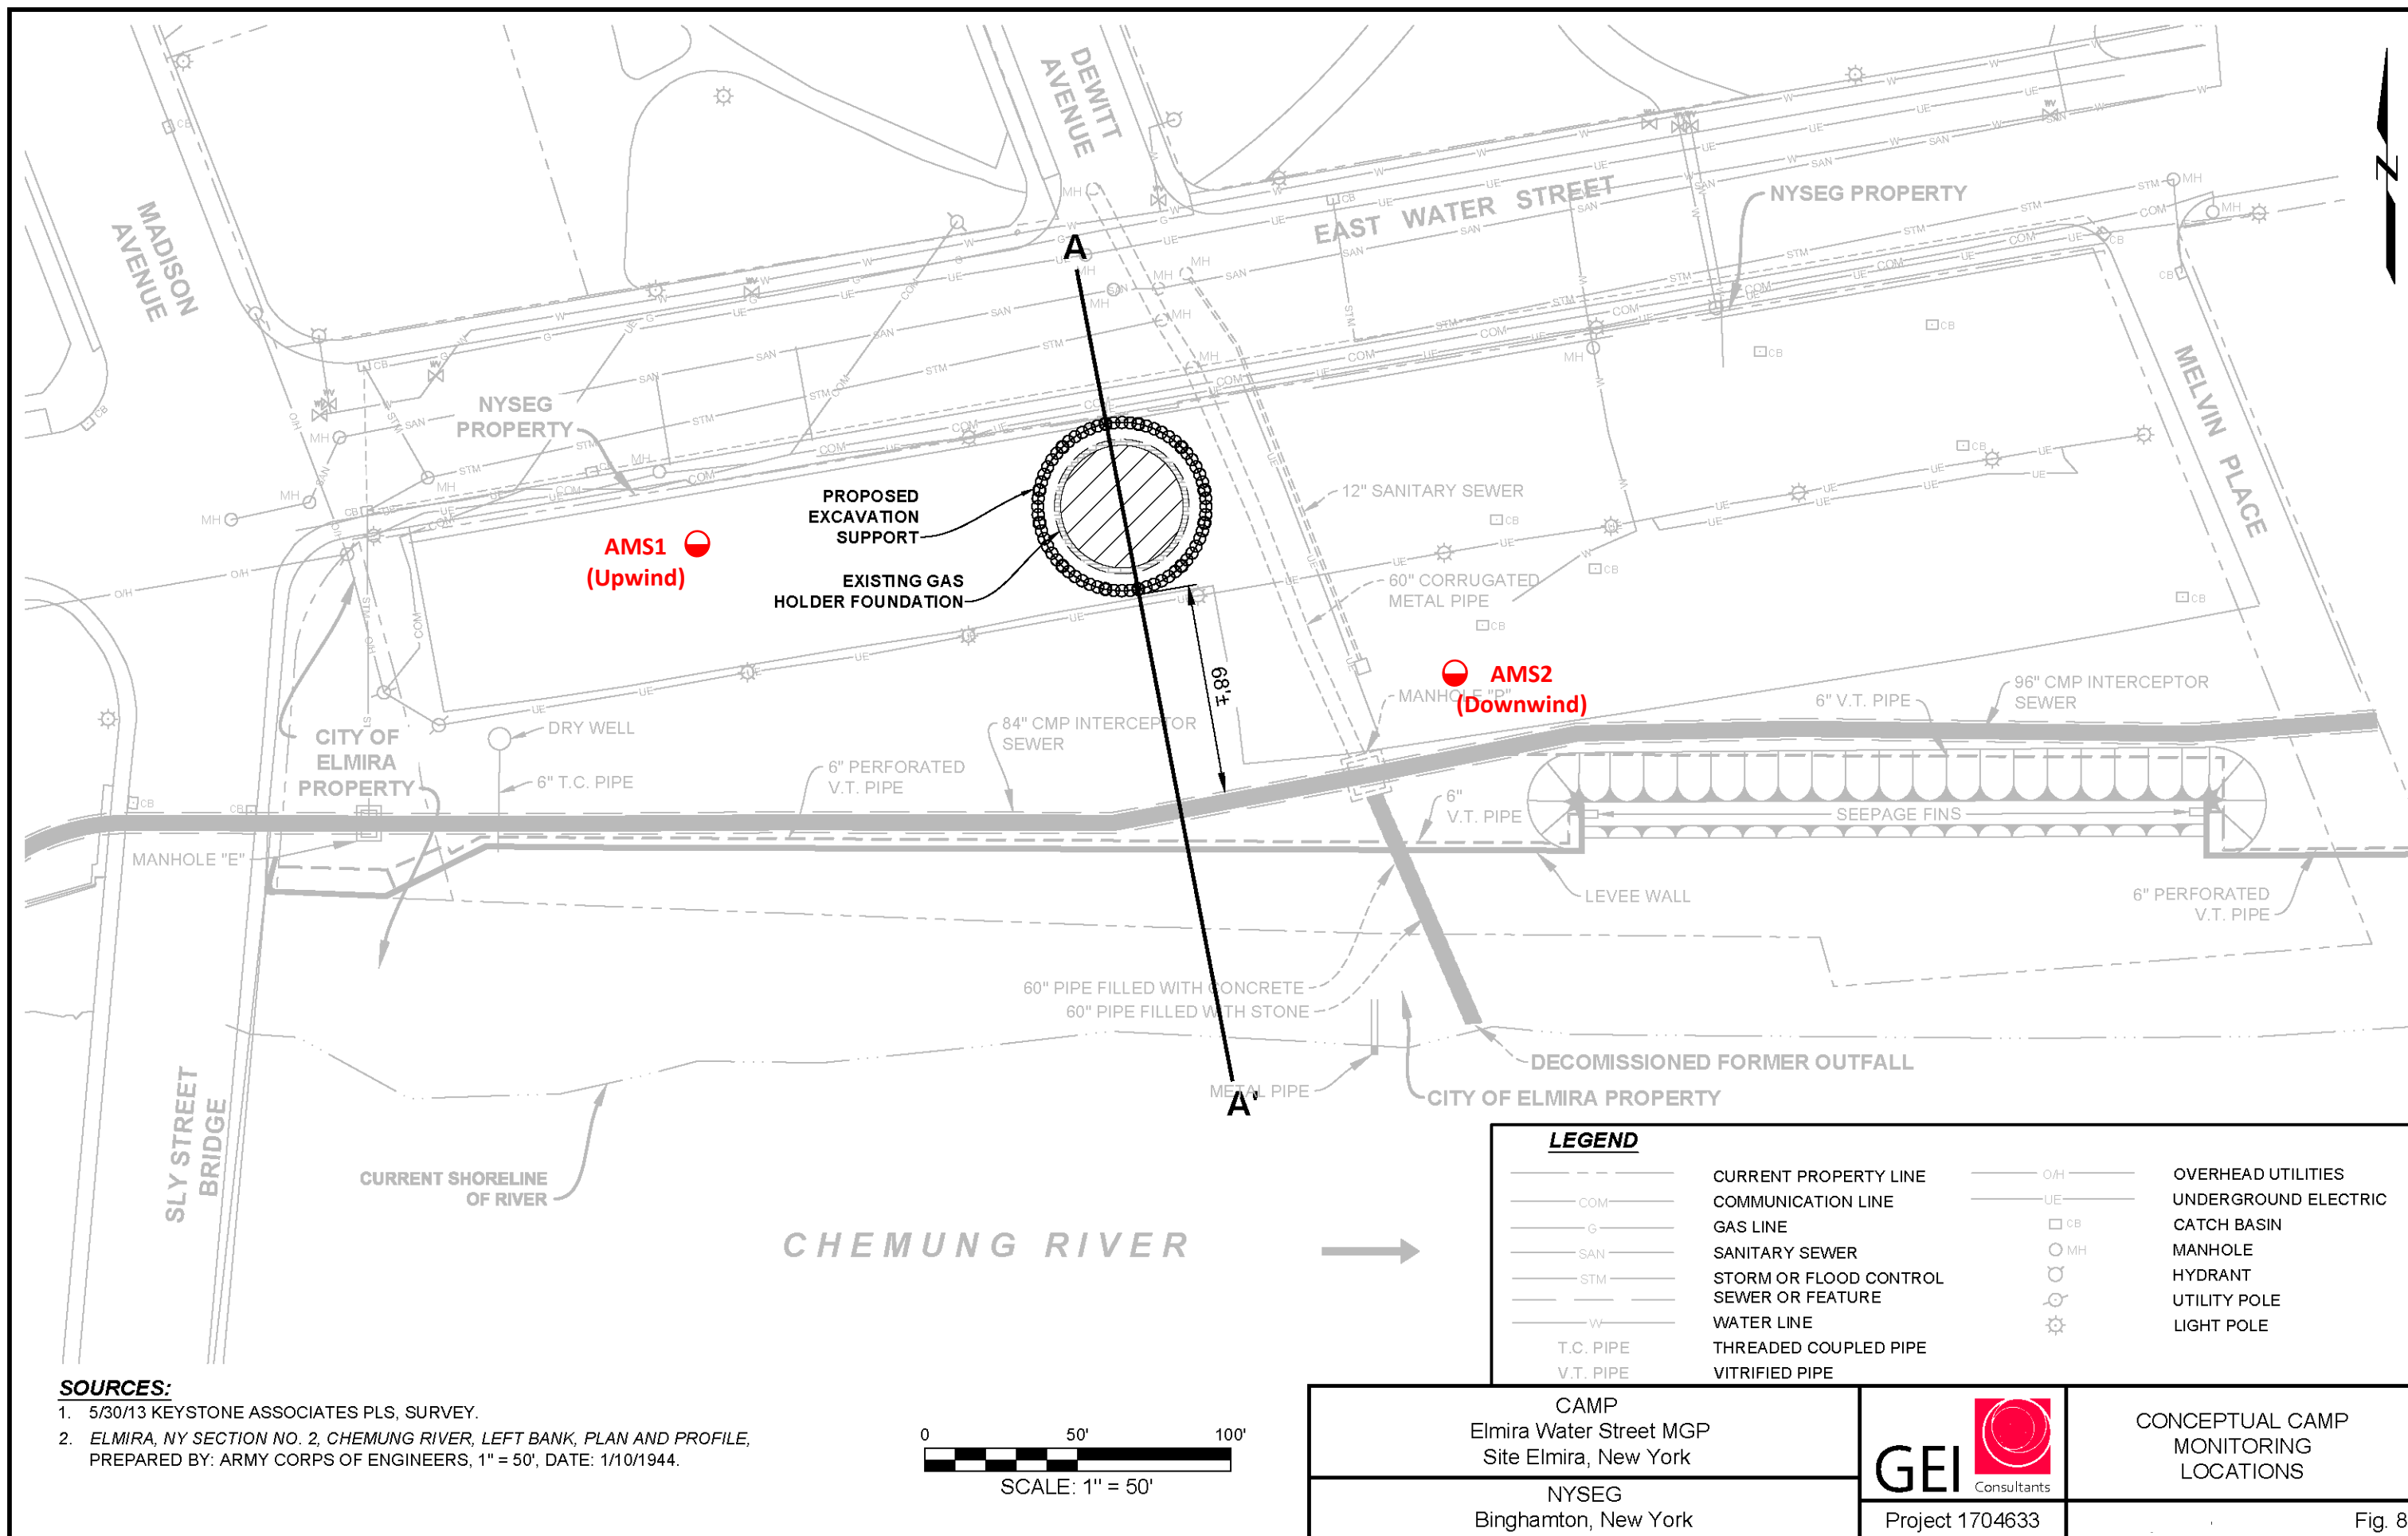 DEWITT
AVENUE
MADISON
AVENUE
EAST WATER STREET
NYSEG PROPERTY
MELVIN PLACE
A
NYSEG
PROPERTY
PROPOSED
EXCAVATION
SUPPORT
EXISTING GAS
HOLDER FOUNDATION
AMS1
(Upwind)
12" SANITARY SEWER
60" CORRUGATED
METAL PIPE
68'±
AMS2
(Downwind)
MANHOLE "P"
6" V.T. PIPE
96" CMP INTERCEPTOR
SEWER
CITY OF
ELMIRA
PROPERTY
DRY WELL
6" T.C. PIPE
84" CMP INTERCEPTOR
SEWER
6" PERFORATED
V.T. PIPE
6"
V.T. PIPE
SEEPAGE FINS
MANHOLE "E"
LEVEE WALL
6" PERFORATED
V.T. PIPE
60" PIPE FILLED WITH CONCRETE
60" PIPE FILLED WITH STONE
DECOMISSIONED FORMER OUTFALL
METAL PIPE
A'
CITY OF ELMIRA PROPERTY
SLY STREET
BRIDGE
CURRENT SHORELINE
OF RIVER
CHEMUNG RIVER
N
LEGEND
CURRENT PROPERTY LINE
COM COMMUNICATION LINE
G GAS LINE
SAN SANITARY SEWER
STM STORM OR FLOOD CONTROL
SEWER OR FEATURE
W WATER LINE
T.C. PIPE THREADED COUPLED PIPE
V.T. PIPE VITRIFIED PIPE
O/H OVERHEAD UTILITIES
UE UNDERGROUND ELECTRIC
CB CATCH BASIN
MH MANHOLE
HYDRANT
UTILITY POLE
LIGHT POLE
SOURCES:
1. 5/30/13 KEYSTONE ASSOCIATES PLS, SURVEY.
2. ELMIRA, NY SECTION NO. 2, CHEMUNG RIVER, LEFT BANK, PLAN AND PROFILE,
PREPARED BY: ARMY CORPS OF ENGINEERS, 1" = 50', DATE: 1/10/1944.
0 50' 100'
SCALE: 1" = 50'
CAMP
Elmira Water Street MGP
Site Elmira, New York
NYSEG
Binghamton, New York
GEI
Consultants
Project 1704633
CONCEPTUAL CAMP
MONITORING
LOCATIONS
Fig. 8